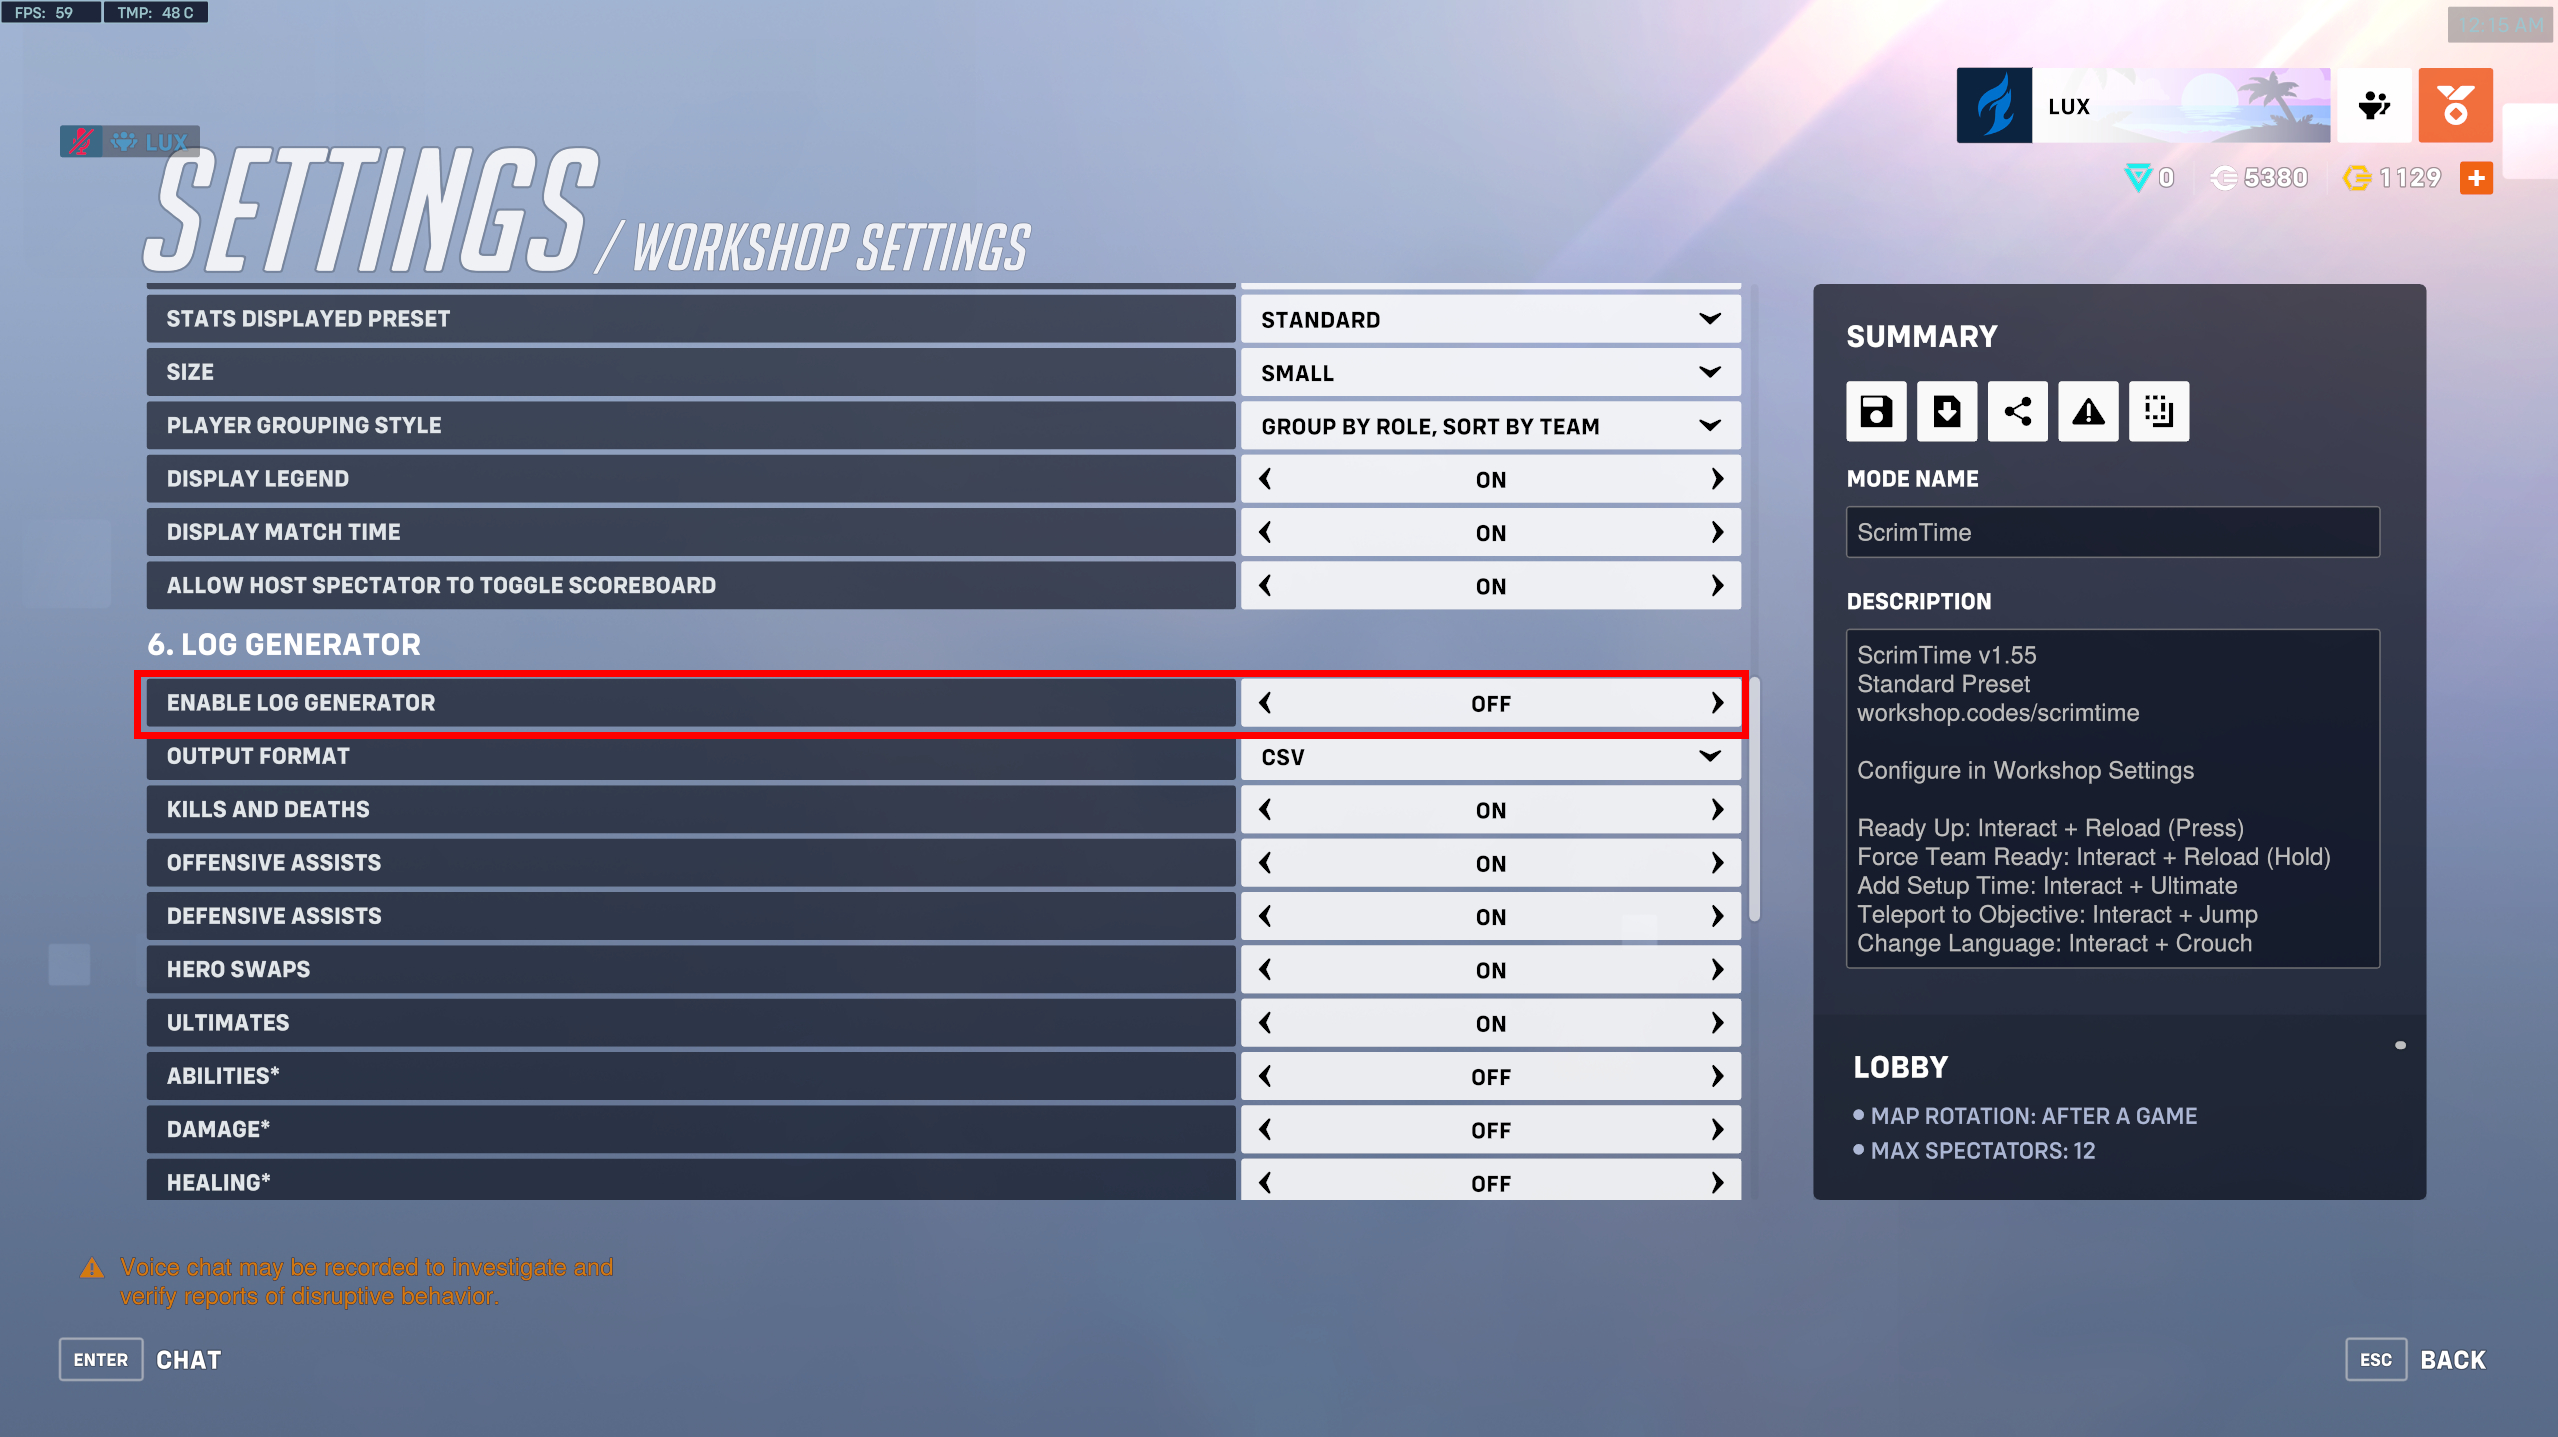 FPS: 59
TMP: 48 C
12:15 AM
LUX
LUX
0
5380
1129
+
SETTINGS / WORKSHOP SETTINGS
STATS DISPLAYED PRESET
STANDARD
SIZE
SMALL
PLAYER GROUPING STYLE
GROUP BY ROLE, SORT BY TEAM
DISPLAY LEGEND
ON
DISPLAY MATCH TIME
ON
ALLOW HOST SPECTATOR TO TOGGLE SCOREBOARD
ON
6. LOG GENERATOR
ENABLE LOG GENERATOR
OFF
OUTPUT FORMAT
CSV
KILLS AND DEATHS
ON
OFFENSIVE ASSISTS
ON
DEFENSIVE ASSISTS
ON
HERO SWAPS
ON
ULTIMATES
ON
ABILITIES*
OFF
DAMAGE*
OFF
HEALING*
OFF
SUMMARY
MODE NAME
ScrimTime
DESCRIPTION
ScrimTime v1.55
Standard Preset
workshop.codes/scrimtime
Configure in Workshop Settings
Ready Up: Interact + Reload (Press)
Force Team Ready: Interact + Reload (Hold)
Add Setup Time: Interact + Ultimate
Teleport to Objective: Interact + Jump
Change Language: Interact + Crouch
LOBBY
• MAP ROTATION: AFTER A GAME
• MAX SPECTATORS: 12
Voice chat may be recorded to investigate and
verify reports of disruptive behavior.
ENTER CHAT
ESC BACK